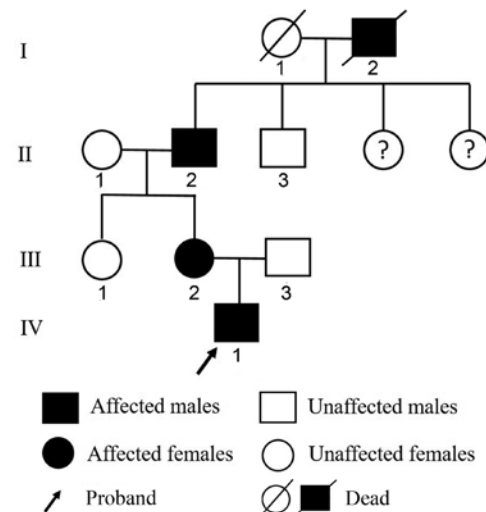 I
1 2
II
? ?
1 2 3
III
1 2 3
IV
1
Affected males Unaffected males
Affected females Unaffected females
Proband Dead